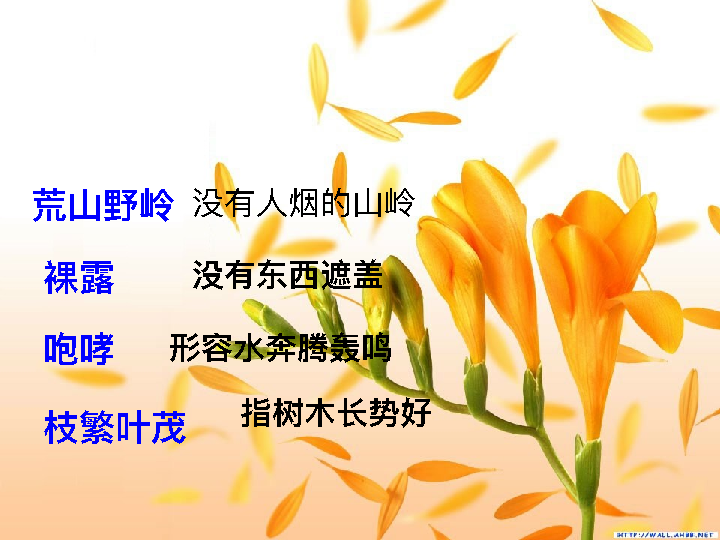 荒山野岭 没有人烟的山岭
裸露 没有东西遮盖
咆哮 形容水奔腾轰鸣
枝繁叶茂 指树木长势好
HTTP://WALL.AHBB.NET